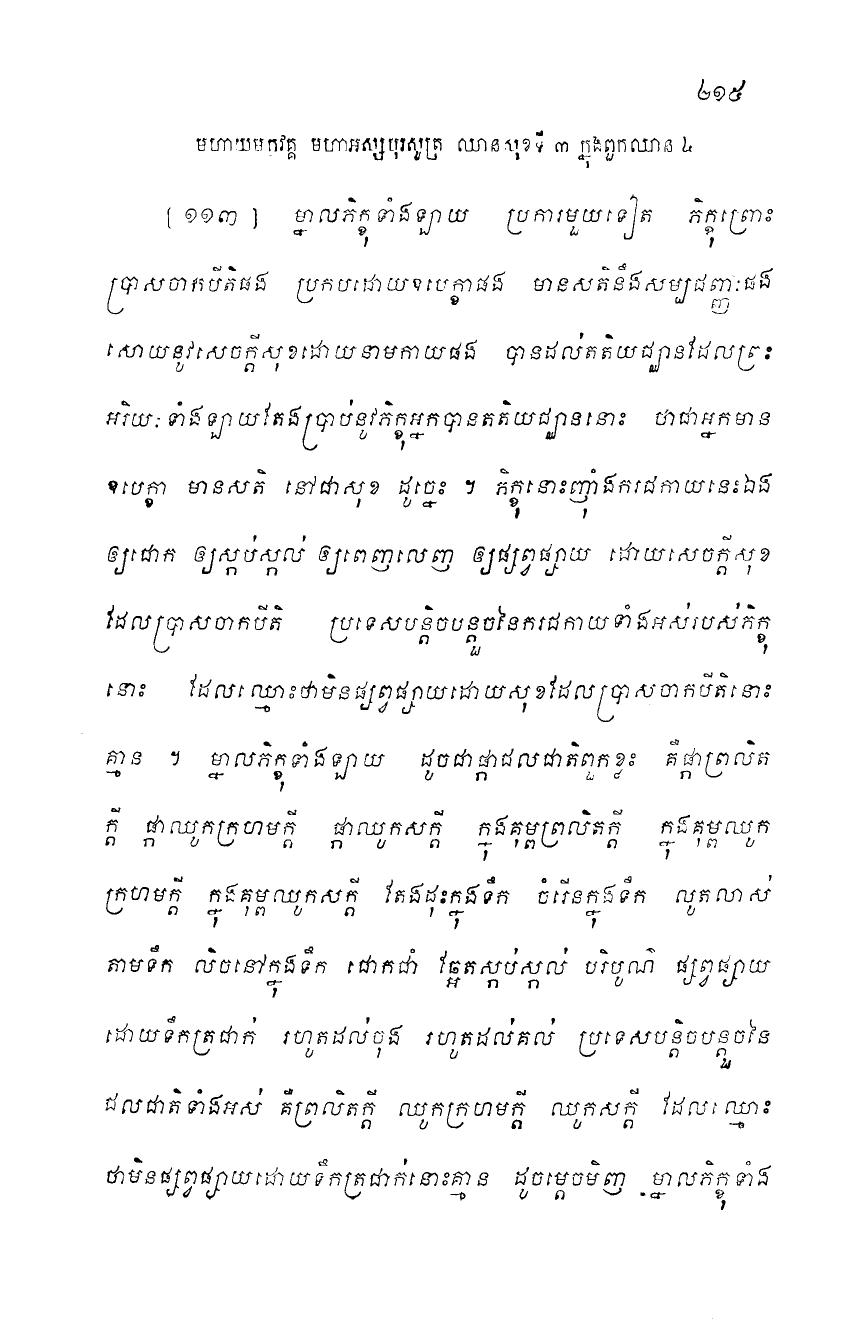 ២១៥
មហាយមកវគ្គ មហាអស្សបុរសូត្រ ឈានសុខទី ៣ ក្នុងពួកឈាន ៤
[ ១១៣ ] ម្នាលភិក្ខុទាំងឡាយ ប្រការមួយទៀត ភិក្ខុព្រោះ
ប្រាសចាកបីតិផង ប្រកបដោយឧបេក្ខាផង មានសតិនឹងសម្បជញ្ញៈផង
សោយនូវសេចក្តីសុខដោយនាមកាយផង បានដល់តតិយជ្ឈានដែលព្រះ
អរិយៈទាំងឡាយតែងប្រាប់នូវភិក្ខុអ្នកបានតតិយជ្ឈាននោះ ថាជាអ្នកមាន
ឧបេក្ខា មានសតិ នៅជាសុខ ដូច្នេះ ។ ភិក្ខុនោះញ៉ាំងករជកាយនេះឯង
ឲ្យជោក ឲ្យស្កប់ស្កល់ ឲ្យពេញលេញ ឲ្យផ្សព្វផ្សាយ ដោយសេចក្តីសុខ
ដែលប្រាសចាកបីតិ ប្រទេសបន្តិចបន្តួចនៃករជកាយទាំងអស់របស់ភិក្ខុ
នោះ ដែលឈ្មោះថាមិនផ្សព្វផ្សាយដោយសុខដែលប្រាសចាកបីតិនោះ
គ្មាន ។ ម្នាលភិក្ខុទាំងឡាយ ដូចជាផ្កាជលជាតិពួកខ្លះ គឺផ្កាព្រលិត
ក្តី ផ្កាឈូកក្រហមក្តី ផ្កាឈូកសក្តី ក្នុងគុម្ពព្រលិតក្តី ក្នុងគុម្ពឈូក
ក្រហមក្តី ក្នុងគុម្ពឈូកសក្តី តែងដុះក្នុងទឹក ចំរើនក្នុងទឹក លូតលាស់
តាមទឹក លិចនៅក្នុងទឹក ជោកជាំ ឆ្អែតស្កប់ស្កល់ បរិបូណ៌ ផ្សព្វផ្សាយ
ដោយទឹកត្រជាក់ រហូតដល់ចុង រហូតដល់គល់ ប្រទេសបន្តិចបន្តួចនៃ
ជលជាតិទាំងអស់ គឺព្រលិតក្តី ឈូកក្រហមក្តី ឈូកសក្តី ដែលឈ្មោះ
ថាមិនផ្សព្វផ្សាយដោយទឹកត្រជាក់នោះគ្មាន ដូចម្តេចមិញ ម្នាលភិក្ខុទាំង